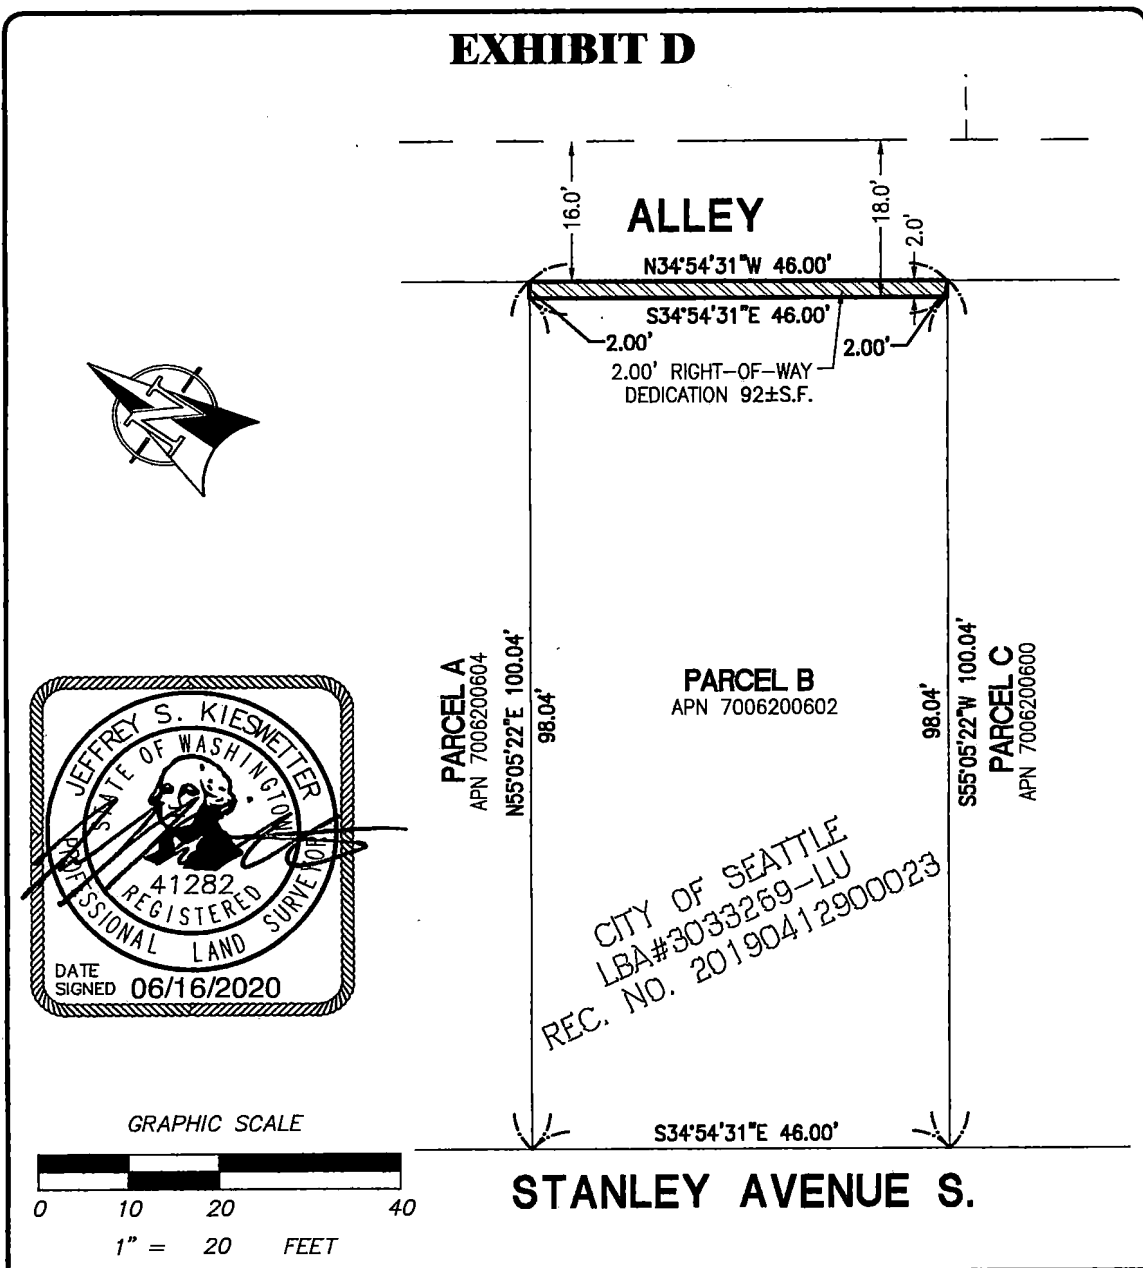 EXHIBIT D
16.0'
ALLEY
18.0'
2.0'
N34°54'31"W 46.00'
S34°54'31"E 46.00'
2.00'
2.00'
2.00' RIGHT-OF-WAY
DEDICATION 92±S.F.
N
PARCEL A
APN 7006200604
N55°05'22"E 100.04'
98.04'
PARCEL B
APN 7006200602
98.04'
S55°05'22"W 100.04'
PARCEL C
APN 7006200600
JEFFREY S. KIESWETTER
STATE OF WASHINGTON
41282
REGISTERED
PROFESSIONAL LAND SURVEYOR
DATE
SIGNED 06/16/2020
CITY OF SEATTLE
LBA#3033269-LU
REC. NO. 20190412900023
S34°54'31"E 46.00'
STANLEY AVENUE S.
GRAPHIC SCALE
0 10 20 40
1" = 20 FEET